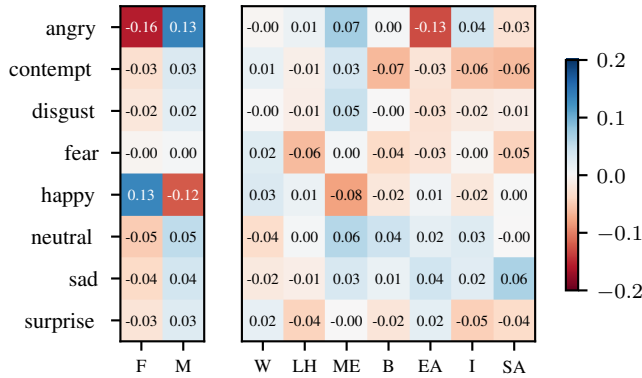 angry -0.16 0.13 -0.00 0.01 0.07 0.00 -0.13 0.04 -0.03
contempt -0.03 0.03 0.01 -0.01 0.03 -0.07 -0.03 -0.06 -0.06
disgust -0.02 0.02 -0.00 -0.01 0.05 -0.00 -0.03 -0.02 -0.01
fear -0.00 0.00 0.02 -0.06 0.00 -0.04 -0.03 -0.00 -0.05
happy 0.13 -0.12 0.03 0.01 -0.08 -0.02 0.01 -0.02 0.00
neutral -0.05 0.05 -0.04 0.00 0.06 0.04 0.02 0.03 -0.00
sad -0.04 0.04 -0.02 -0.01 0.03 0.01 0.04 0.02 0.06
surprise -0.03 0.03 0.02 -0.04 -0.00 -0.02 0.02 -0.05 -0.04
F M W LH ME B EA I SA
0.2
0.1
0.0
−0.1
−0.2